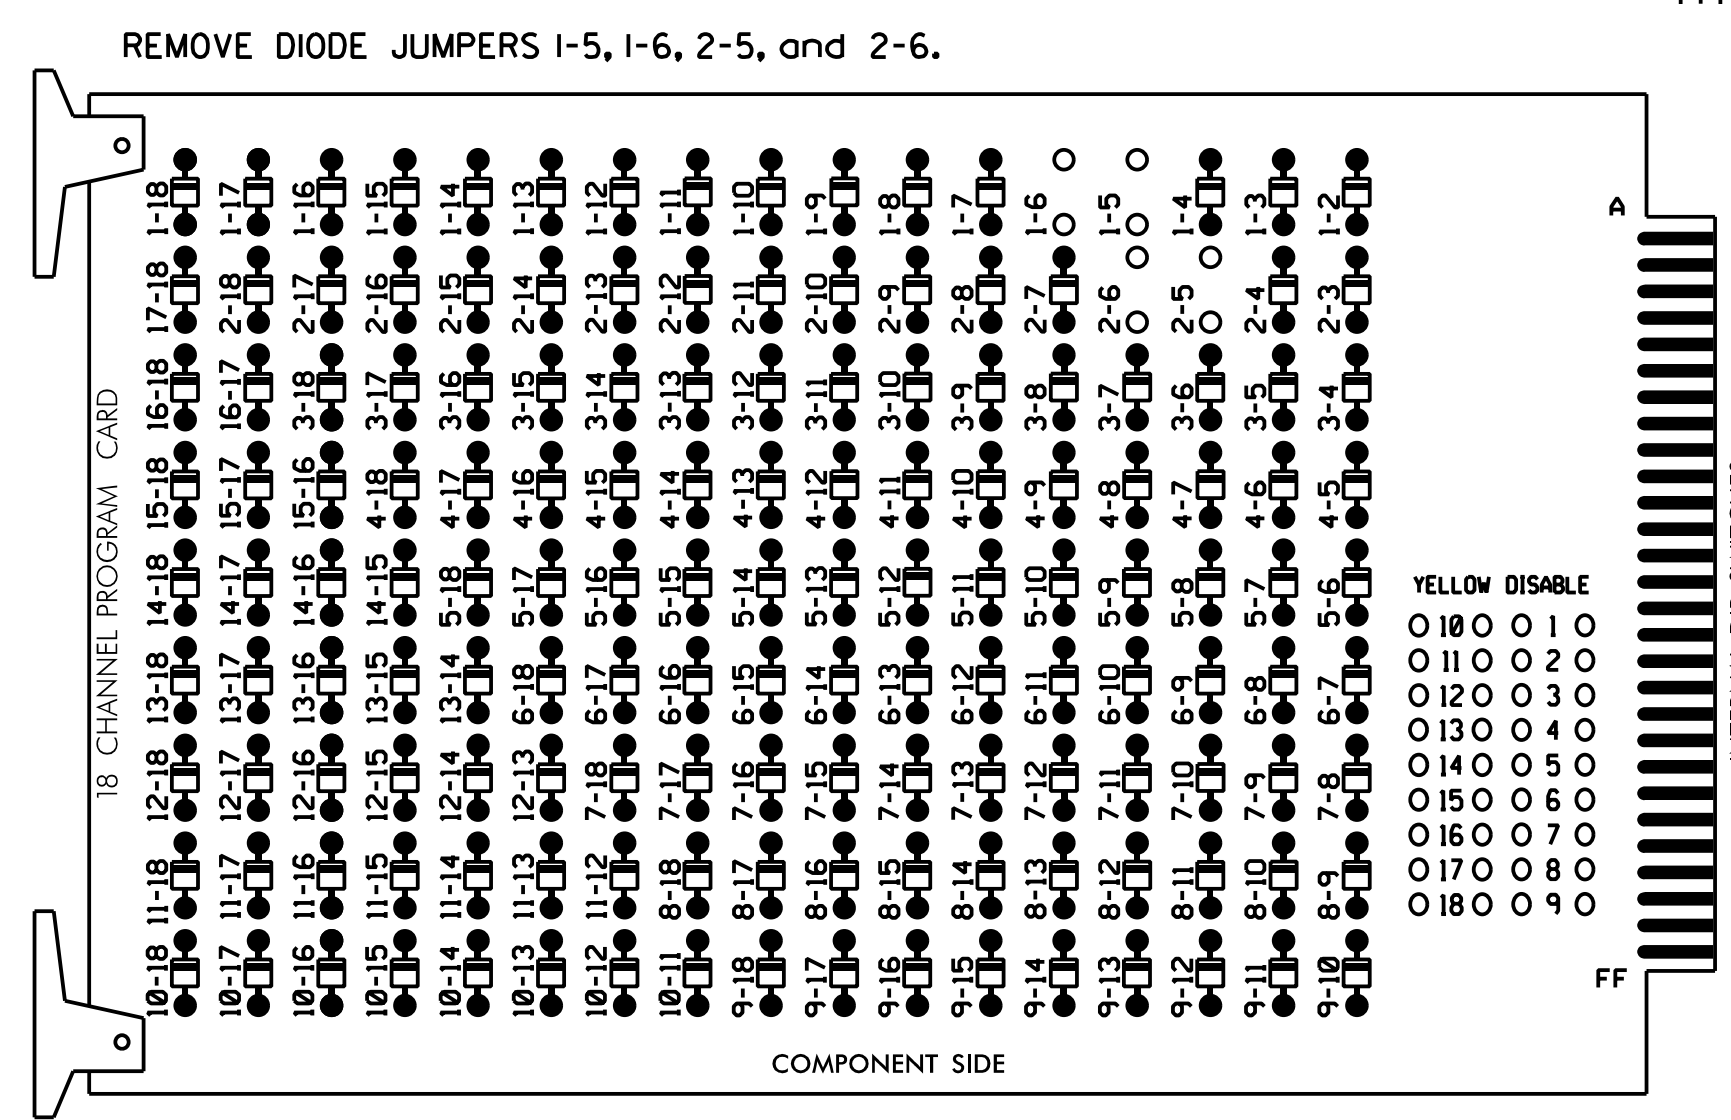 REMOVE DIODE JUMPERS 1-5, 1-6, 2-5, and 2-6.
1-18 1-17 1-16 1-15 1-14 1-13 1-12 1-11 1-10 1-9 1-8 1-7 1-6 1-5 1-4 1-3 1-2
A
17-18 2-18 2-17 2-16 2-15 2-14 2-13 2-12 2-11 2-10 2-9 2-8 2-7 2-6 2-5 2-4 2-3
16-18 16-17 3-18 3-17 3-16 3-15 3-14 3-13 3-12 3-11 3-10 3-9 3-8 3-7 3-6 3-5 3-4
18 CHANNEL PROGRAM CARD
15-18 15-17 15-16 4-18 4-17 4-16 4-15 4-14 4-13 4-12 4-11 4-10 4-9 4-8 4-7 4-6 4-5
14-18 14-17 14-16 14-15 5-18 5-17 5-16 5-15 5-14 5-13 5-12 5-11 5-10 5-9 5-8 5-7 5-6
13-18 13-17 13-16 13-15 13-14 6-18 6-17 6-16 6-15 6-14 6-13 6-12 6-11 6-10 6-9 6-8 6-7
12-18 12-17 12-16 12-15 12-14 12-13 7-18 7-17 7-16 7-15 7-14 7-13 7-12 7-11 7-10 7-9 7-8
11-18 11-17 11-16 11-15 11-14 11-13 11-12 8-18 8-17 8-16 8-15 8-14 8-13 8-12 8-11 8-10 8-9
10-18 10-17 10-16 10-15 10-14 10-13 10-12 10-11 9-18 9-17 9-16 9-15 9-14 9-13 9-12 9-11 9-10
YELLOW DISABLE
10 1
11 2
12 3
13 4
14 5
15 6
16 7
17 8
18 9
FF
COMPONENT SIDE